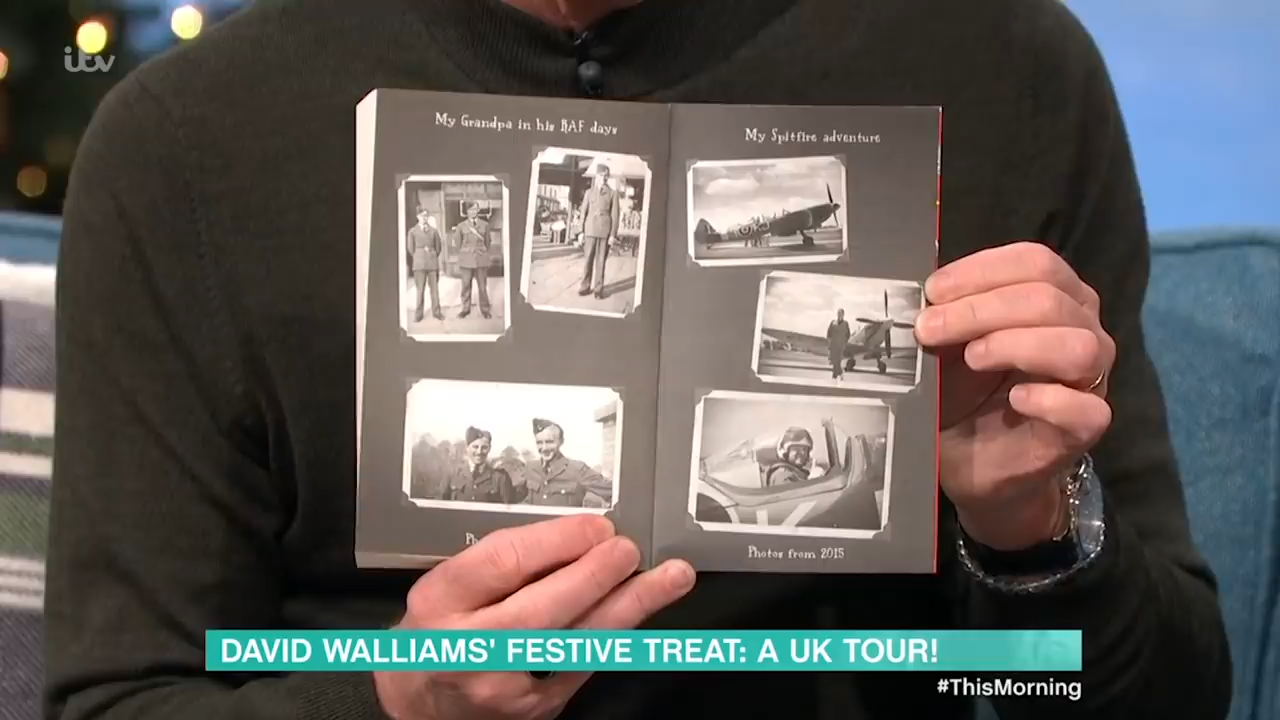 itv
My Grandpa in his RAF days
My Spitfire adventure
Photos from 2015
DAVID WALLIAMS' FESTIVE TREAT: A UK TOUR!
#ThisMorning